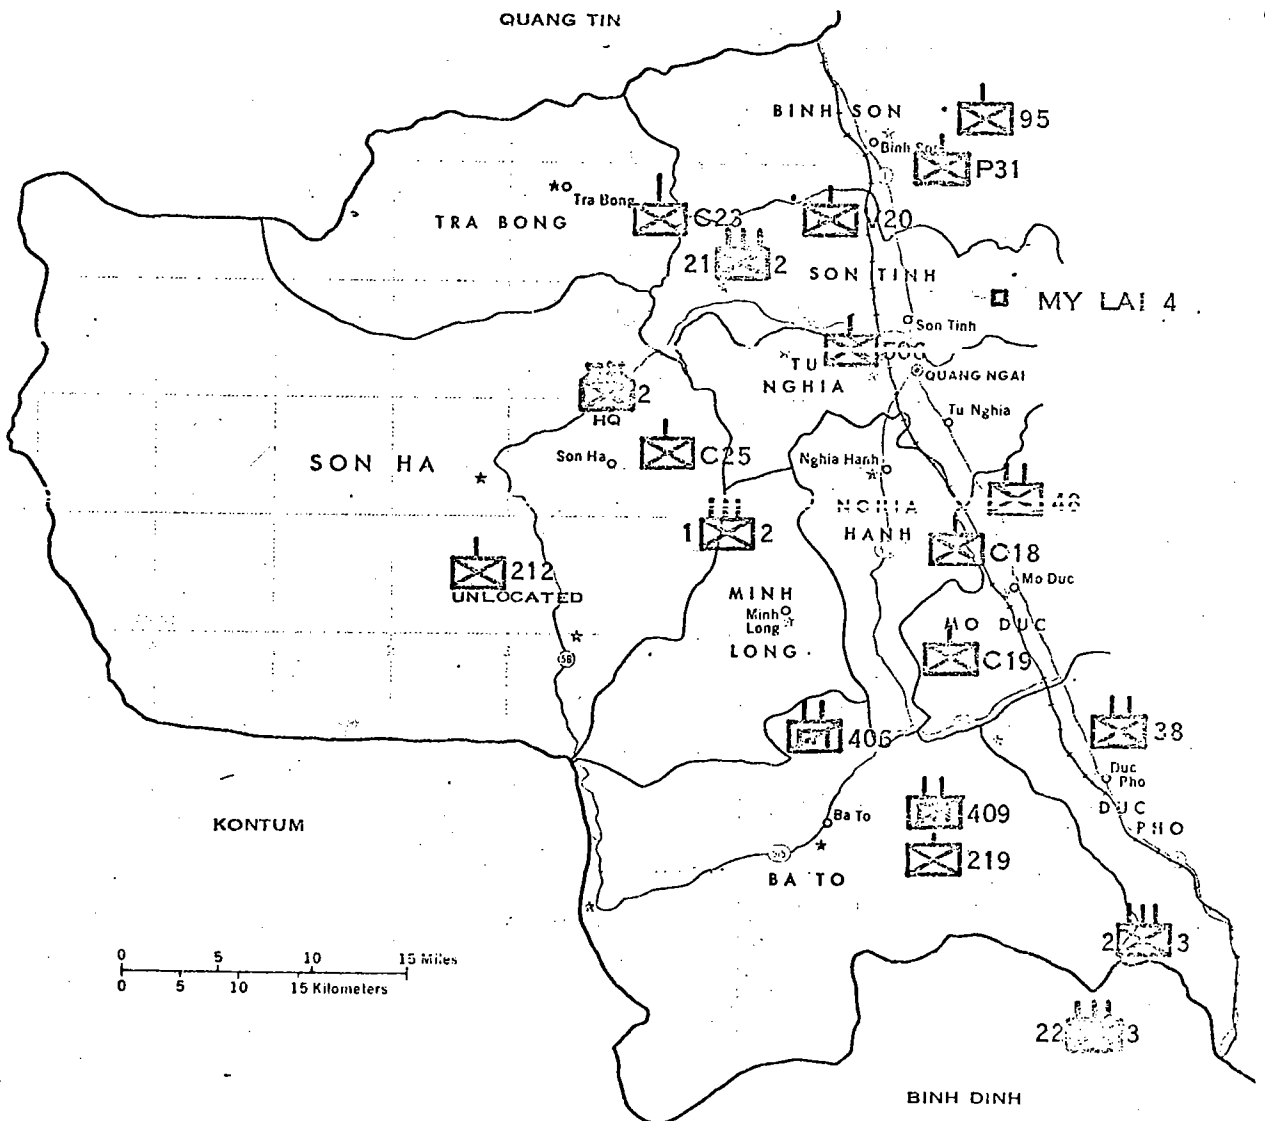 QUANG TIN
BINH SON
95
P31
Tra Bong
TRA BONG
20
21 2
SON TINH
MY LAI 4
Son Tinh
TU
NGHIA
QUANG NGAI
2
HQ
Tu Nghia
SON HA
Son Ha
C25
Nghia Hanh
NGHIA
HANH
1 2
C18
212
UNLOCATED
Mo Duc
MINH
Minh
Long
LONG
MO DUC
C19
58
406
38
Duc
Pho
409
DUC
PHO
KONTUM
Ba To
219
BA TO
2 3
0 5 10 15 Miles
0 5 10 15 Kilometers
22 3
BINH DINH